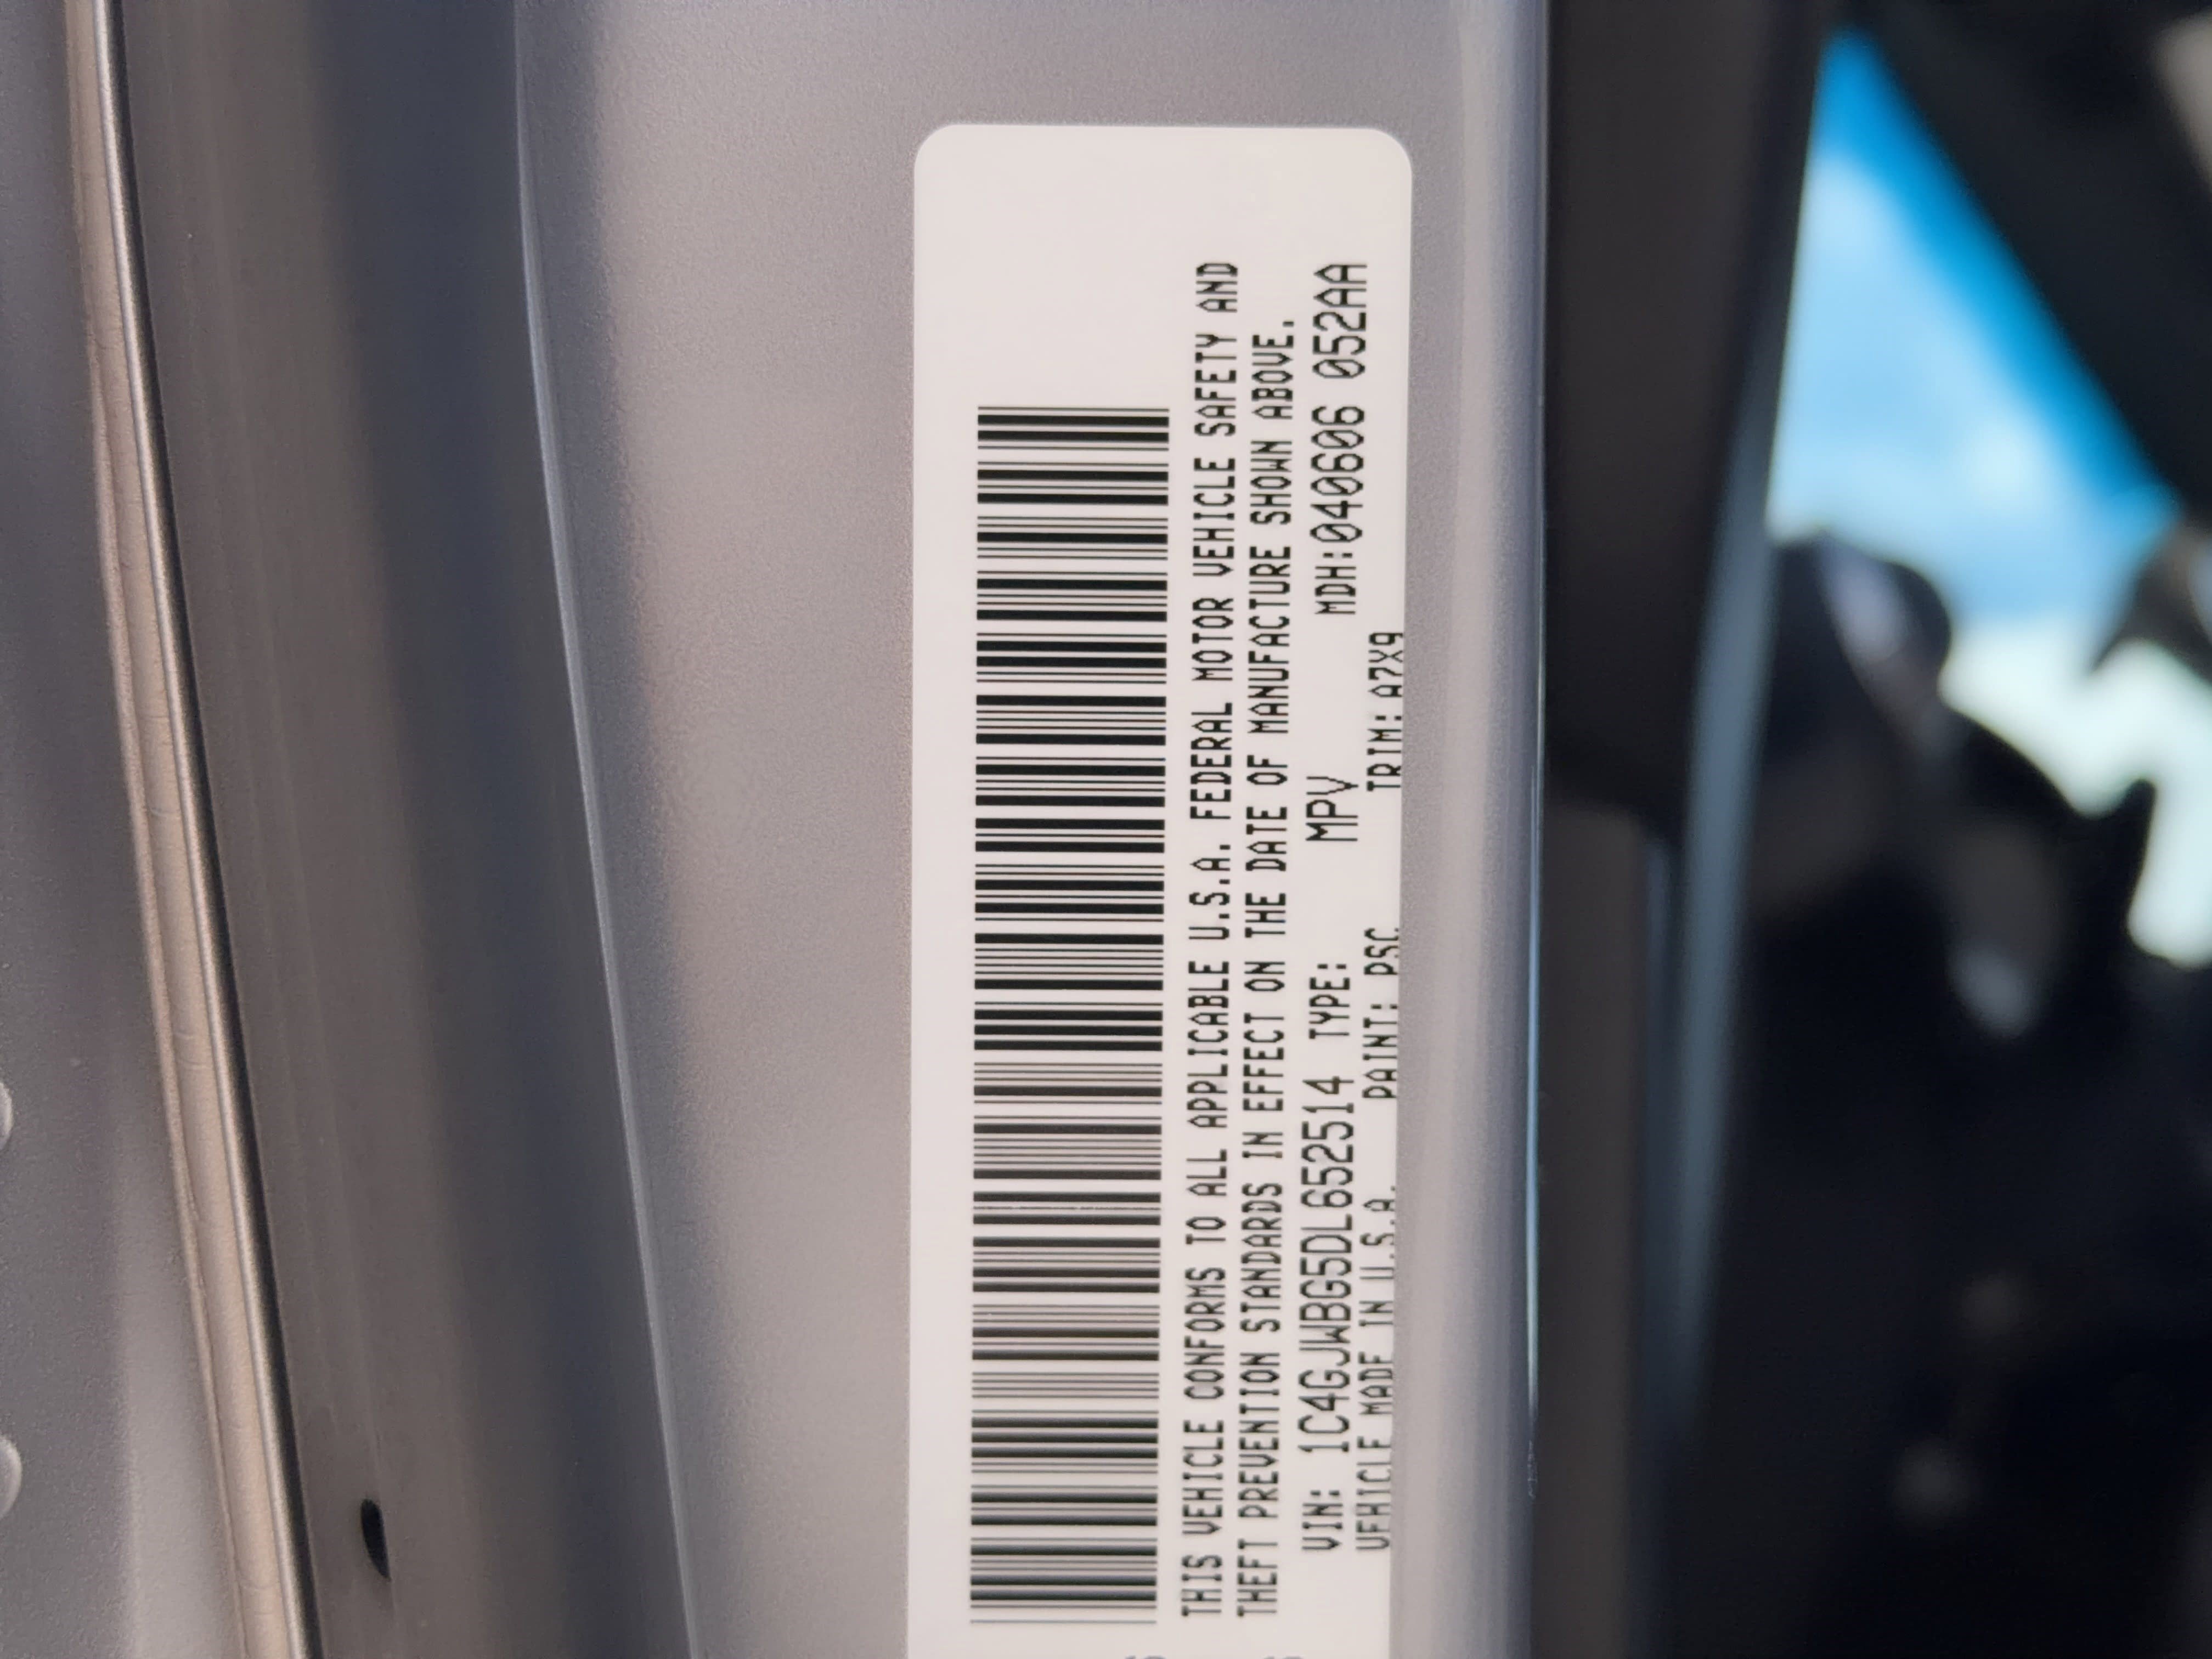 THIS VEHICLE CONFORMS TO ALL APPLICABLE U.S.A. FEDERAL MOTOR VEHICLE SAFETY AND
THEFT PREVENTION STANDARDS IN EFFECT ON THE DATE OF MANUFACTURE SHOWN ABOVE.
VIN: 1C4GJWBG5DL652514 TYPE: MPV MDH:040606 052AA
VEHICLE MADE IN U.S.A. PAINT: PSC TRIM: A7X9